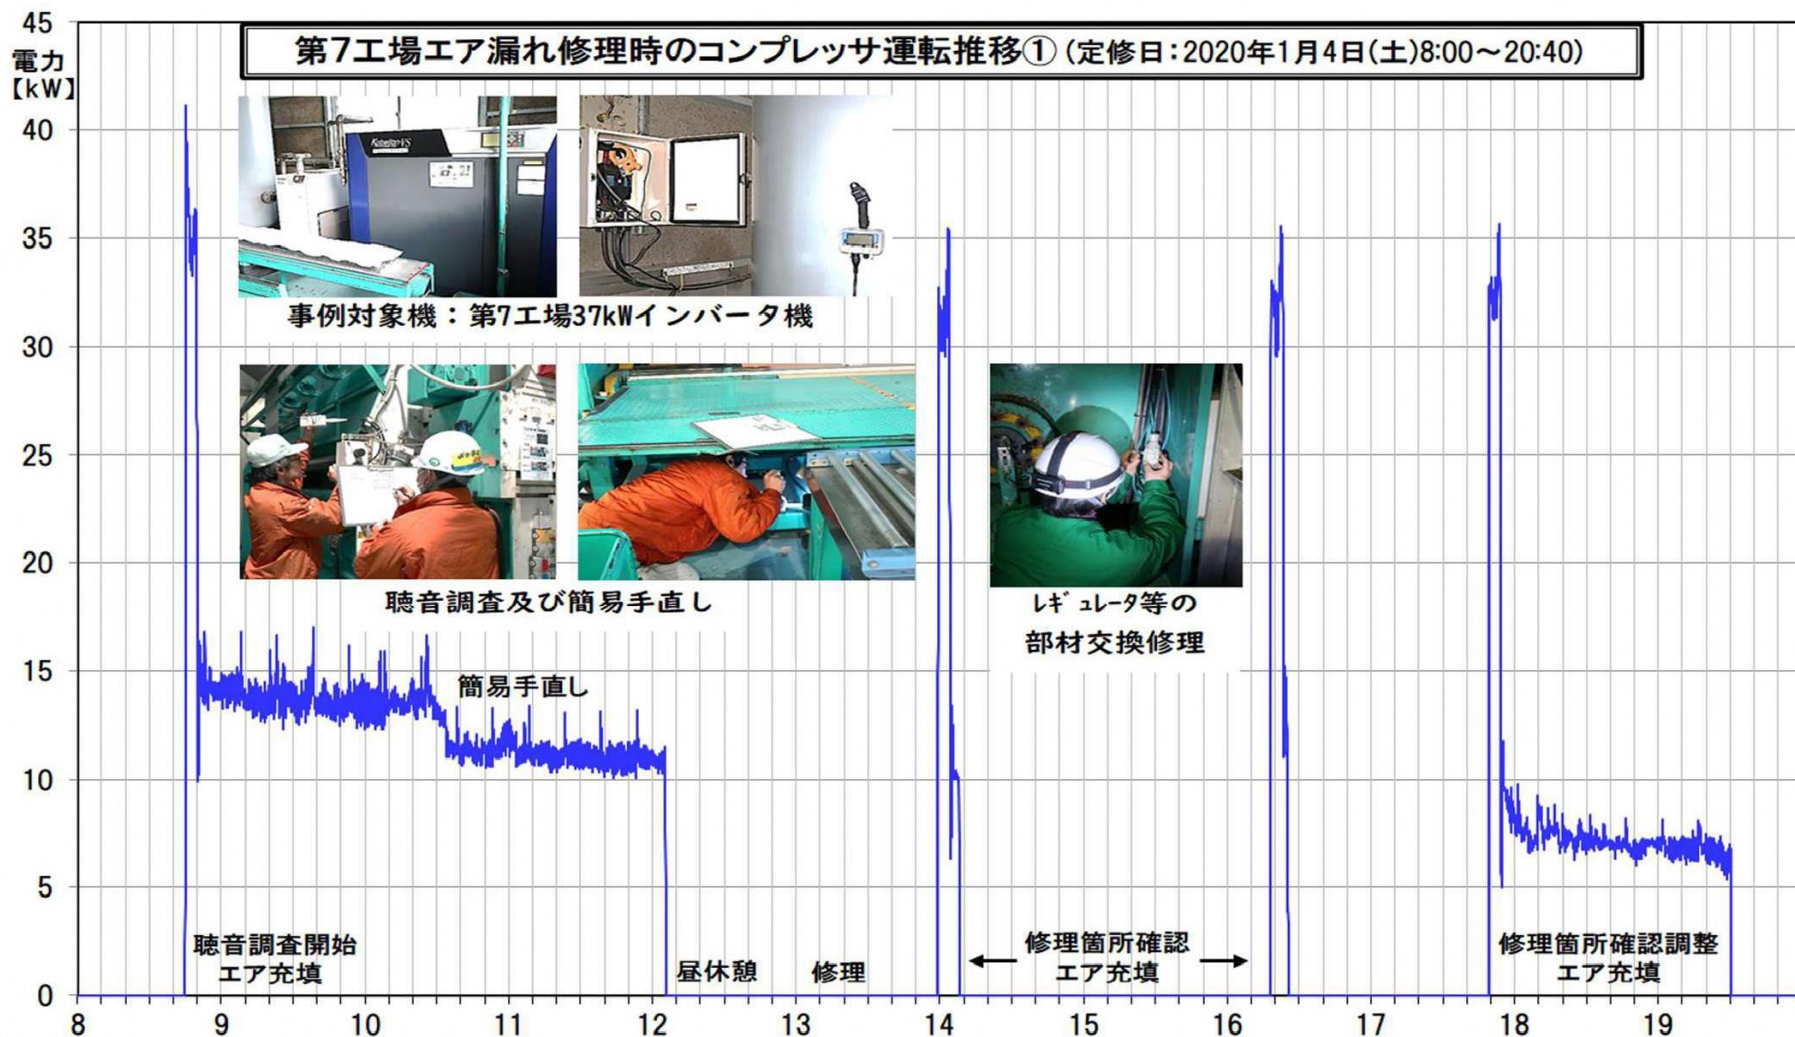 45
電力
【kW】
40
35
30
25
20
15
10
5
0
第7工場エア漏れ修理時のコンプレッサ運転推移① (定修日:2020年1月4日(土)8:00～20:40)
事例対象機:第7工場37kWインバータ機
聴音調査及び簡易手直し
ﾚｷﾞｭﾚｰﾀ等の
部材交換修理
簡易手直し
聴音調査開始
エア充填
昼休憩
修理
修理箇所確認
エア充填
修理箇所確認調整
エア充填
8 9 10 11 12 13 14 15 16 17 18 19